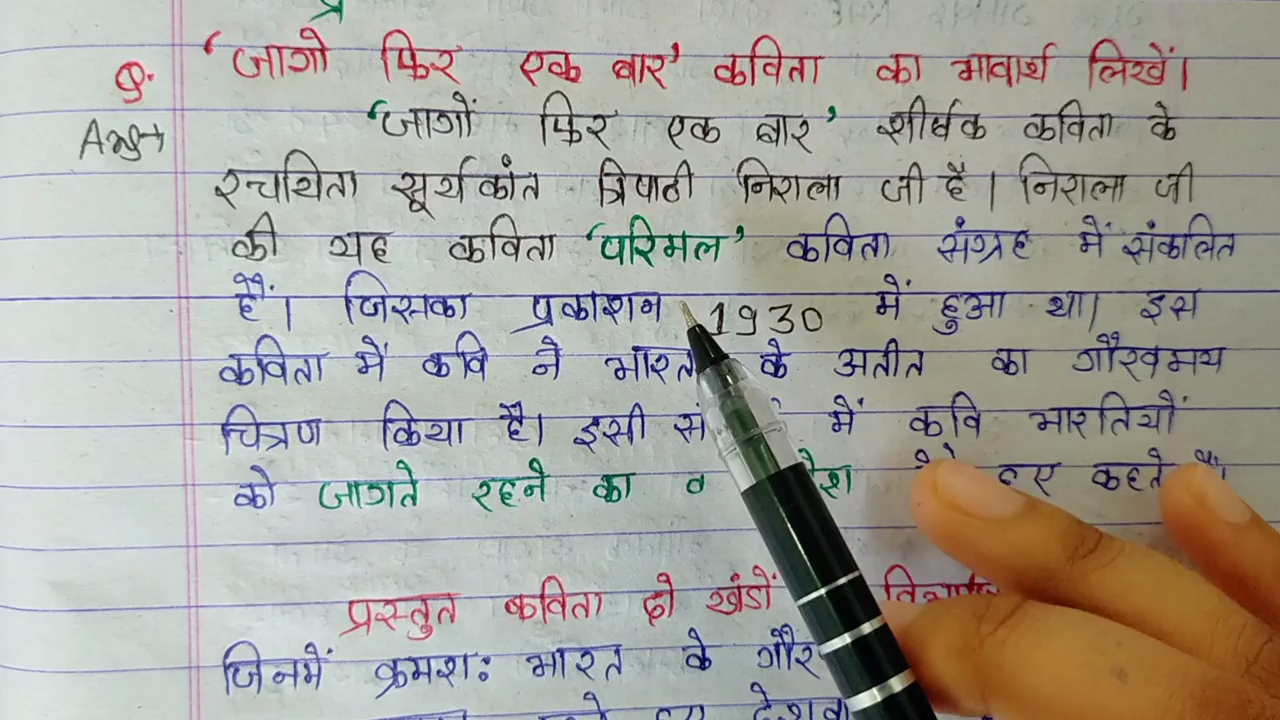 Q. 'जागो फिर एक बार' कविता का भावार्थ लिखें।
Ans→ 'जागों फिर एक बार' शीर्षक कविता के
रचयिता सूर्यकांत त्रिपाठी निराला जी है। निराला जी
की यह कविता 'परिमल' कविता संग्रह में संकलित
हैं। जिसका प्रकाशन 1930 में हुआ था। इस
कविता में कवि ने भारत के अतीत का गौरवमय
चित्रण किया है। इसी में कवि भारतियों
को जागते रहने का हुए कहते हैं।
प्रस्तुत कविता दो खंडों
जिनमें क्रमशः भारत के